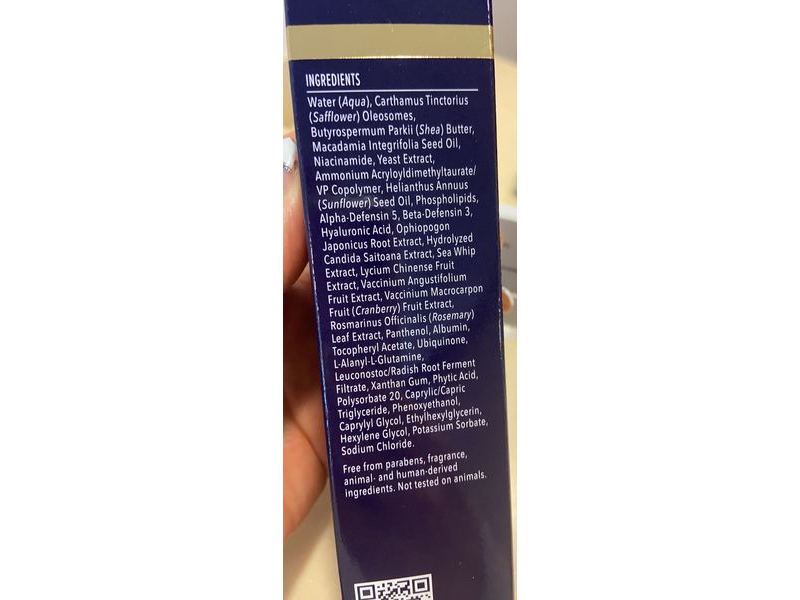 INGREDIENTS
Water (Aqua), Carthamus Tinctorius
(Safflower) Oleosomes,
Butyrospermum Parkii (Shea) Butter,
Macadamia Integrifolia Seed Oil,
Niacinamide, Yeast Extract,
Ammonium Acryloyldimethyltaurate/
VP Copolymer, Helianthus Annuus
(Sunflower) Seed Oil, Phospholipids,
Alpha-Defensin 5, Beta-Defensin 3,
Hyaluronic Acid, Ophiopogon
Japonicus Root Extract, Hydrolyzed
Candida Saitoana Extract, Sea Whip
Extract, Lycium Chinense Fruit
Extract, Vaccinium Angustifolium
Fruit Extract, Vaccinium Macrocarpon
Fruit (Cranberry) Fruit Extract,
Rosmarinus Officinalis (Rosemary)
Leaf Extract, Panthenol, Albumin,
Tocopheryl Acetate, Ubiquinone,
L-Alanyl-L-Glutamine,
Leuconostoc/Radish Root Ferment
Filtrate, Xanthan Gum, Phytic Acid,
Polysorbate 20, Caprylic/Capric
Triglyceride, Phenoxyethanol,
Caprylyl Glycol, Ethylhexylglycerin,
Hexylene Glycol, Potassium Sorbate,
Sodium Chloride.
Free from parabens, fragrance,
animal- and human-derived
ingredients. Not tested on animals.